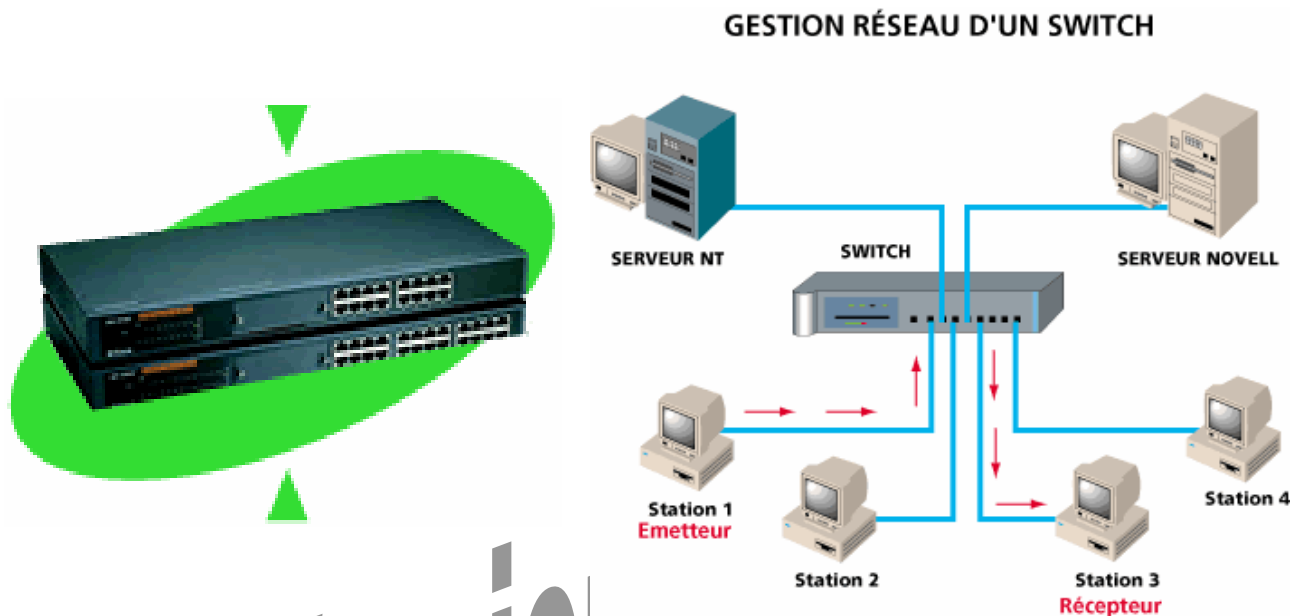 GESTION RÉSEAU D'UN SWITCH
SERVEUR NT
SWITCH
SERVEUR NOVELL
Station 1
Emetteur
Station 2
Station 3
Récepteur
Station 4